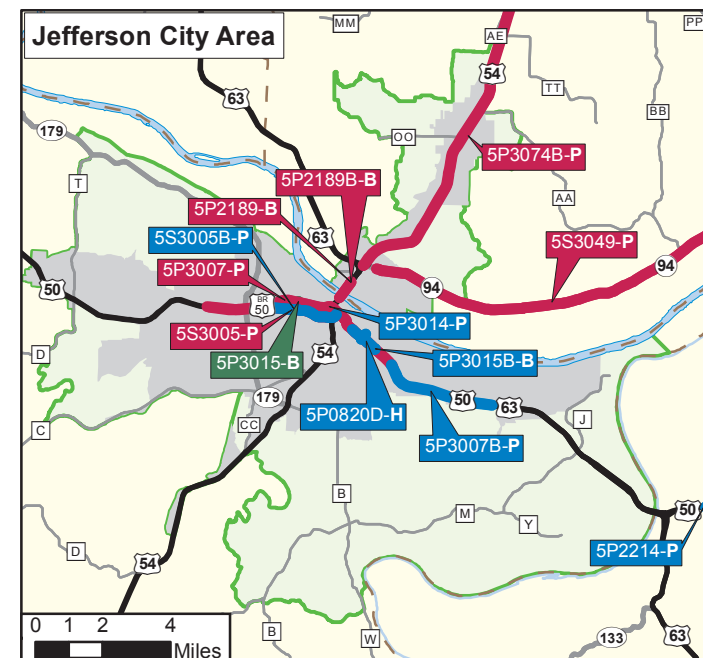 Jefferson City Area
MM
PP
AE
63
54
TT
BB
179
OO
5P3074B-P
5P2189B-B
T
5P2189-B
AA
5S3005B-P
63
5S3049-P
5P3007-P
94
50
94
BR
50
5P3014-P
5S3005-P
D
5P3015-B
54
5P3015B-B
179
50
63
5P0820D-H
J
C
CC
5P3007B-P
B
M
Y
50
D
5P2214-P
54
0 1 2 4
Miles
B
W
133
63